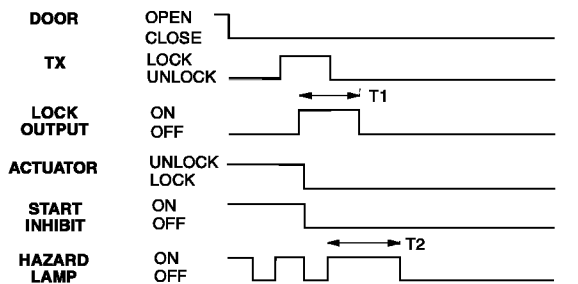 DOOR OPEN
CLOSE
TX LOCK
UNLOCK
T1
LOCK OUTPUT ON
OFF
ACTUATOR UNLOCK
LOCK
START INHIBIT ON
OFF
T2
HAZARD LAMP ON
OFF